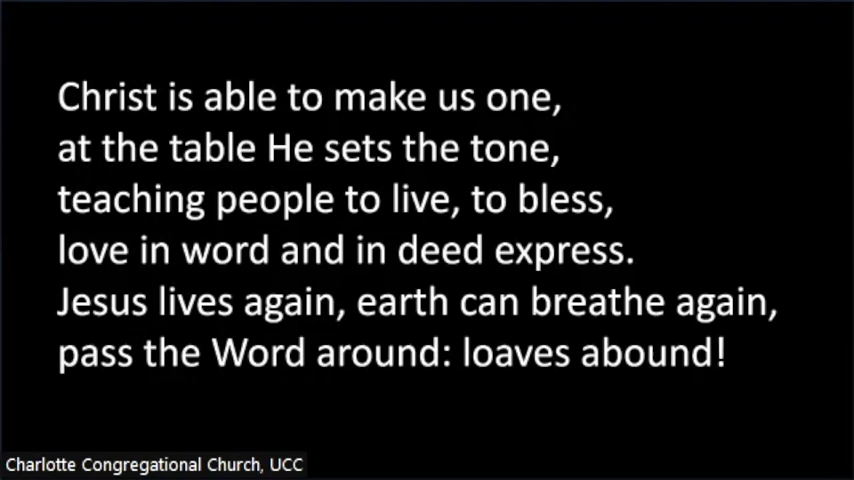 Christ is able to make us one,
at the table He sets the tone,
teaching people to live, to bless,
love in word and in deed express.
Jesus lives again, earth can breathe again,
pass the Word around: loaves abound!
Charlotte Congregational Church, UCC